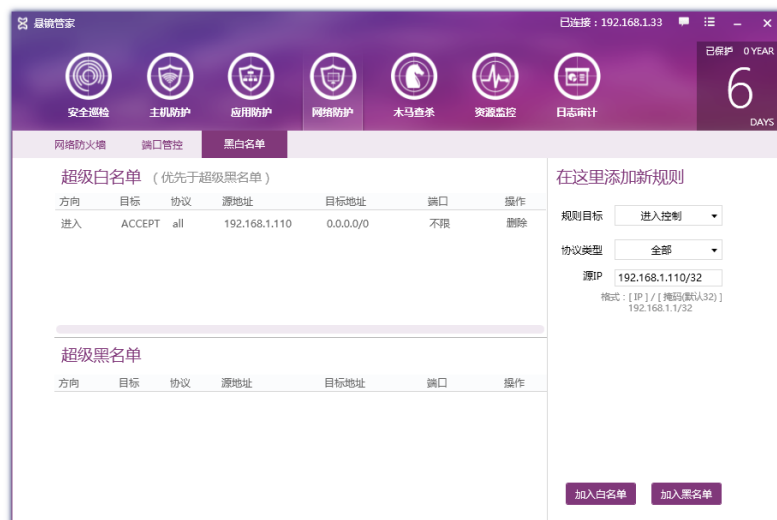 悬镜管家
已连接：192.168.1.33
安全巡检 主机防护 应用防护 网络防护 木马查杀 资源监控 日志审计
已保护 0 YEAR
6
DAYS
网络防火墙 端口管控 黑白名单
超级白名单 （优先于超级黑名单）
方向 目标 协议 源地址 目标地址 端口 操作
进入 ACCEPT all 192.168.1.110 0.0.0.0/0 不限 删除
超级黑名单
方向 目标 协议 源地址 目标地址 端口 操作
在这里添加新规则
规则目标 进入控制
协议类型 全部
源IP 192.168.1.110/32
格式：[ IP ] / [ 掩码(默认32) ]
192.168.1.1/32
加入白名单 加入黑名单